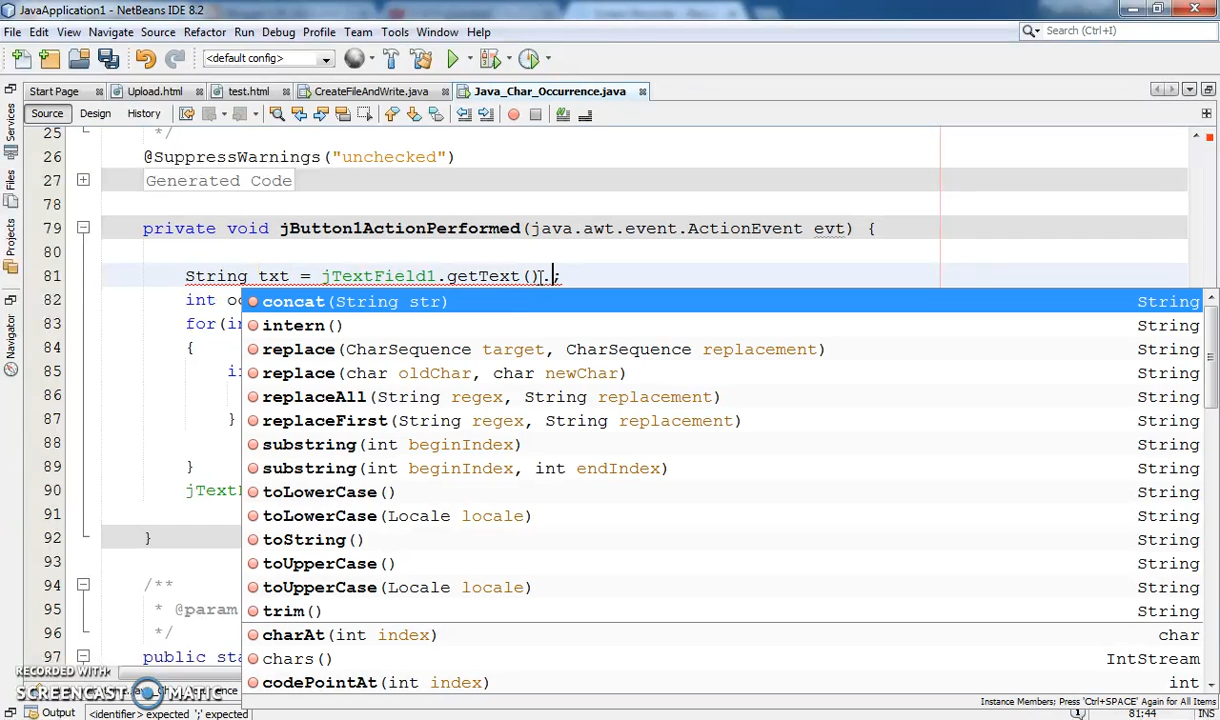 JavaApplication1 - NetBeans IDE 8.2
File Edit View Navigate Source Refactor Run Debug Profile Team Tools Window Help
Search (Ctrl+I)
<default config>
Start Page Upload.html test.html CreateFileAndWrite.java Java_Char_Occurrence.java
Source Design History
Services
Files
Projects
Navigator
25 */
26 @SuppressWarnings("unchecked")
27 Generated Code
78
79 private void jButton1ActionPerformed(java.awt.event.ActionEvent evt) {
80
81 String txt = jTextField1.getText().;
82 int
83
84 {
85
86
87 }
88
89 }
90
91
92 }
93
94 /**
95 * @param
96 */
97 public
concat(String str) String
intern() String
replace(CharSequence target, CharSequence replacement) String
replace(char oldChar, char newChar) String
replaceAll(String regex, String replacement) String
replaceFirst(String regex, String replacement) String
substring(int beginIndex) String
substring(int beginIndex, int endIndex) String
toLowerCase() String
toLowerCase(Locale locale) String
toString() String
toUpperCase() String
toUpperCase(Locale locale) String
trim() String
charAt(int index) char
chars() IntStream
codePointAt(int index) int
Instance Members; Press 'Ctrl+SPACE' Again for All Items
RECORDED WITH
SCREENCAST MATIC
Output <identifier> expected ';' expected 81:44 INS